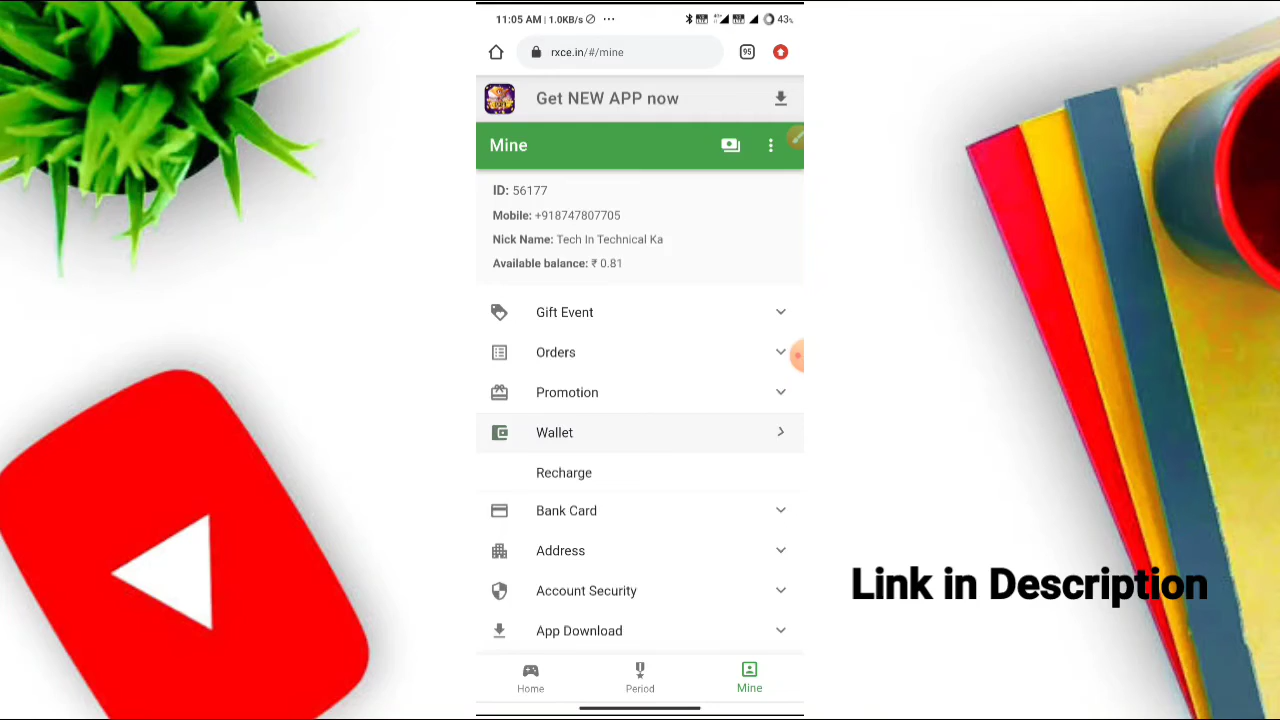 11:05 AM | 1.0KB/s ··· 43%
rxce.in/#/mine 95
Get NEW APP now
Mine
ID: 56177
Mobile: +918747807705
Nick Name: Tech In Technical Ka
Available balance: ₹ 0.81
Gift Event
Orders
Promotion
Wallet
Recharge
Bank Card
Address
Account Security
App Download
Home Period Mine
Link in Description